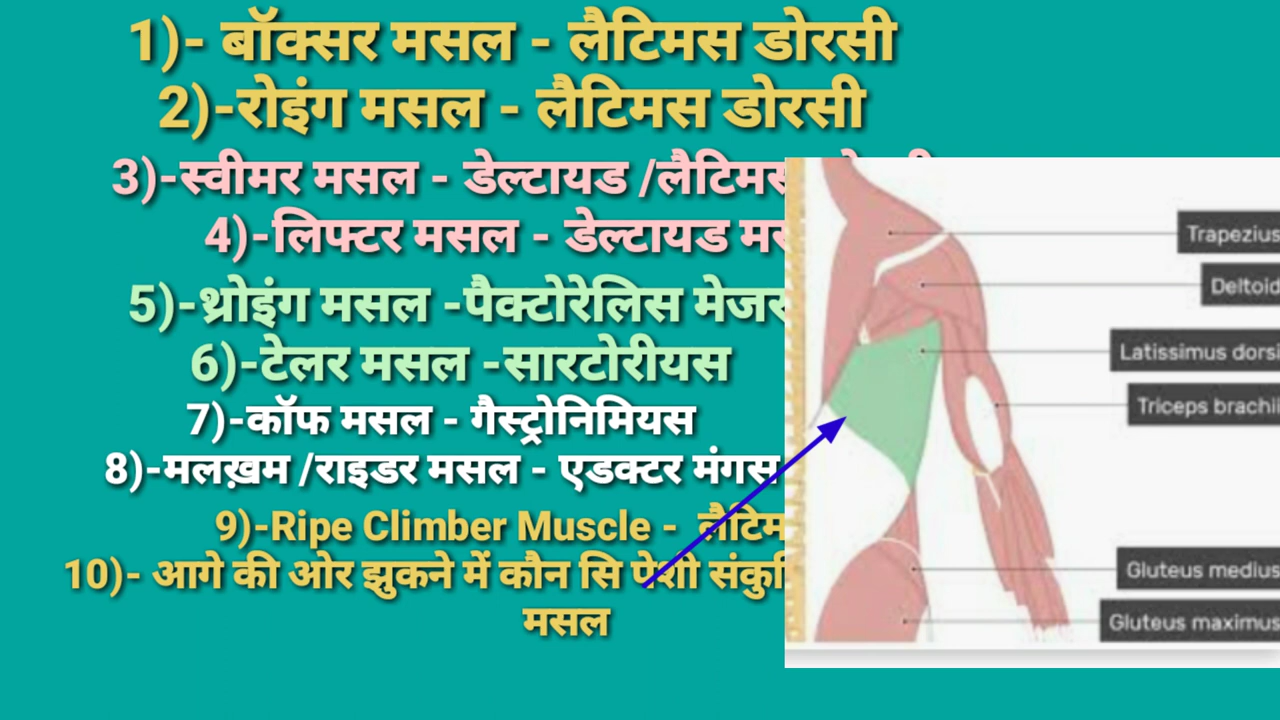 1)- बॉक्सर मसल - लैटिमस डोरसी
2)-रोइंग मसल - लैटिमस डोरसी
3)-स्वीमर मसल - डेल्टायड /लैटिमस
4)-लिफ्टर मसल - डेल्टायड
5)-थ्रोइंग मसल -पैक्टोरेलिस मेजर
6)-टेलर मसल -सारटोरीयस
7)-कॉफ मसल - गैस्ट्रोनिमियस
8)-मलख़म /राइडर मसल - एडक्टर मंगस
9)-Ripe Climber Muscle -
10)- आगे की ओर झुकने में कौन सि पेशी
मसल
Trapezius
Deltoid
Latissimus dorsi
Triceps brachii
Gluteus medius
Gluteus maximus